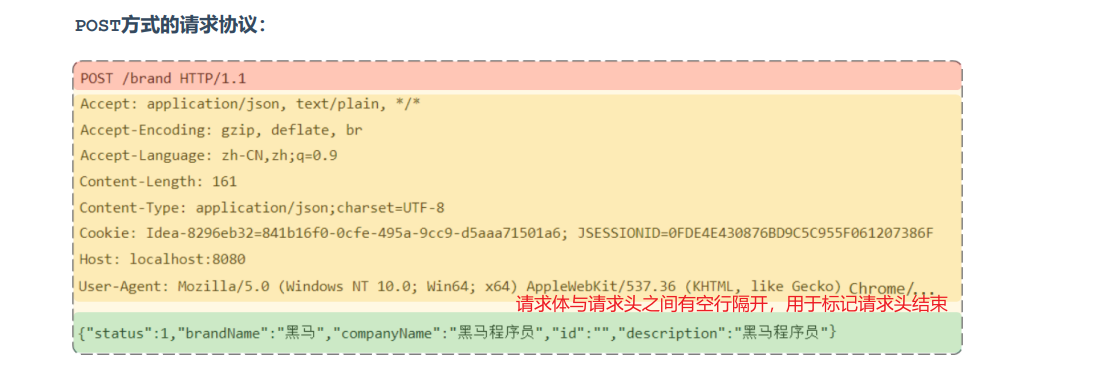 POST方式的请求协议：
POST /brand HTTP/1.1
Accept: application/json, text/plain, */*
Accept-Encoding: gzip, deflate, br
Accept-Language: zh-CN,zh;q=0.9
Content-Length: 161
Content-Type: application/json;charset=UTF-8
Cookie: Idea-8296eb32=841b16f0-0cfe-495a-9cc9-d5aaa71501a6; JSESSIONID=0FDE4E430876BD9C5C955F061207386F
Host: localhost:8080
User-Agent: Mozilla/5.0 (Windows NT 10.0; Win64; x64) AppleWebKit/537.36 (KHTML, like Gecko) Chrome/...
请求体与请求头之间有空行隔开，用于标记请求头结束
{"status":1,"brandName":"黑马","companyName":"黑马程序员","id":"","description":"黑马程序员"}